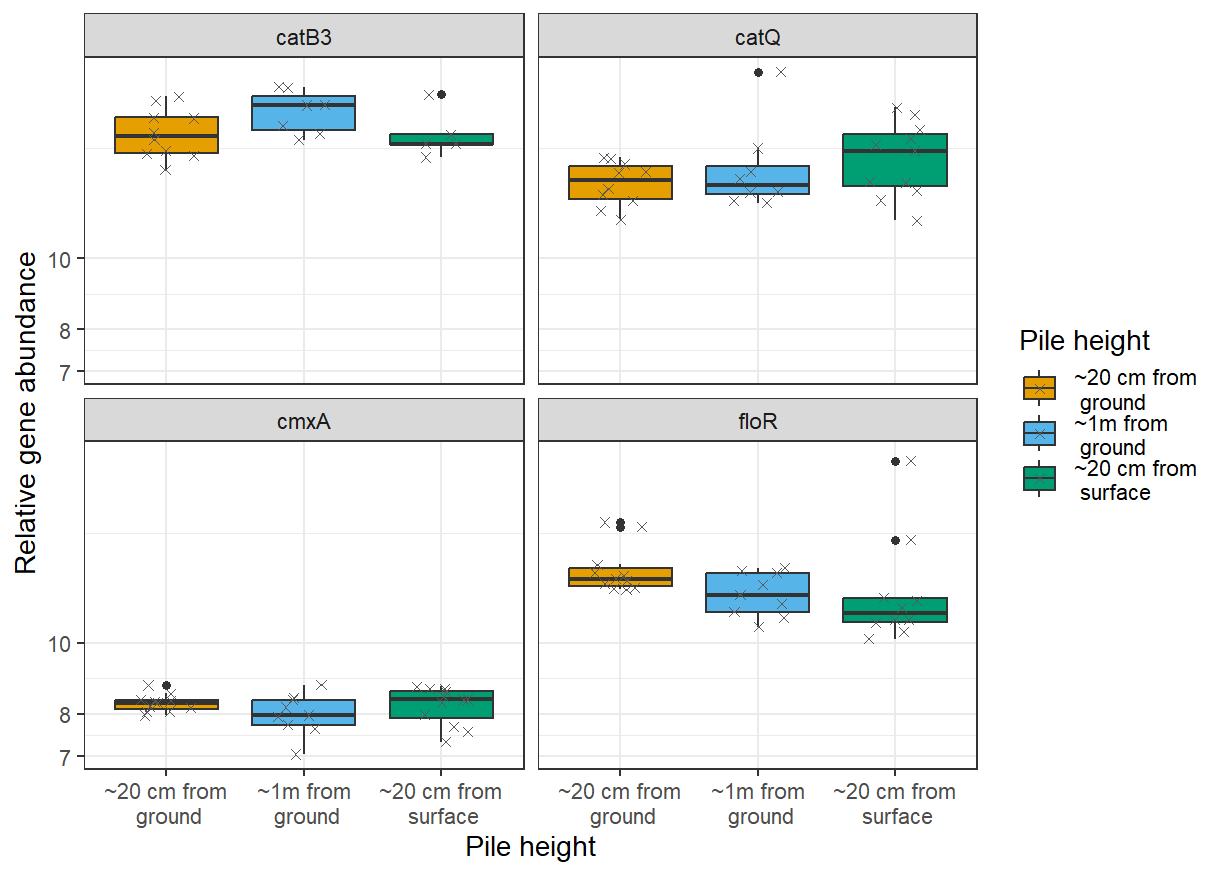 catB3
catQ
10
8
7
Relative gene abundance
cmxA
floR
10
8
7
~20 cm from
ground
~1m from
ground
~20 cm from
surface
~20 cm from
ground
~1m from
ground
~20 cm from
surface
Pile height
Pile height
~20 cm from
ground
~1m from
ground
~20 cm from
surface